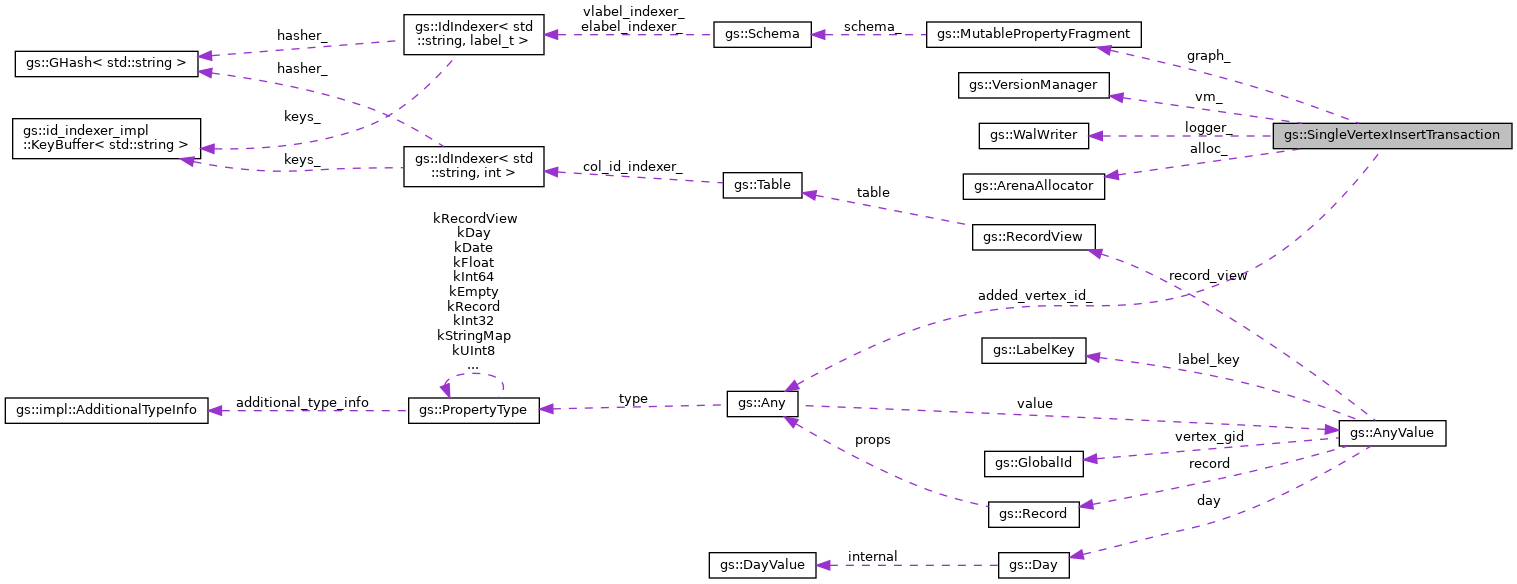 vlabel_indexer_
elabel_indexer_
gs::IdIndexer< std
::string, label_t >
hasher_
gs::Schema
schema_
gs::MutablePropertyFragment
gs::GHash< std::string >
hasher_
graph_
gs::VersionManager
vm_
keys_
gs::id_indexer_impl
::KeyBuffer< std::string >
gs::WalWriter
logger_
gs::SingleVertexInsertTransaction
alloc_
keys_
gs::IdIndexer< std
::string, int >
col_id_indexer_
gs::Table
table
gs::ArenaAllocator
kRecordView
kDay
kDate
kFloat
kInt64
kEmpty
kRecord
kInt32
kStringMap
kUInt8
...
gs::RecordView
record_view
added_vertex_id_
gs::LabelKey
label_key
gs::impl::AdditionalTypeInfo
additional_type_info
gs::PropertyType
type
gs::Any
value
gs::AnyValue
props
vertex_gid
gs::GlobalId
record
gs::Record
day
gs::DayValue
internal
gs::Day